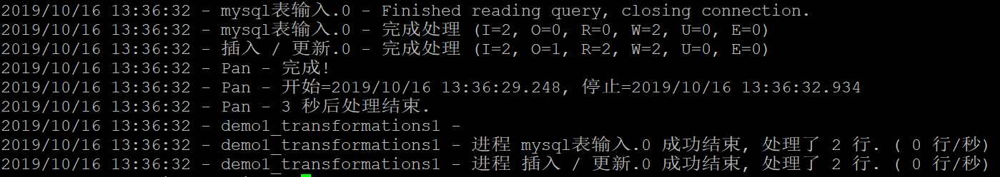 2019/10/16 13:36:32 - mysql表输入.0 - Finished reading query, closing connection.
2019/10/16 13:36:32 - mysql表输入.0 - 完成处理 (I=2, O=0, R=0, W=2, U=0, E=0)
2019/10/16 13:36:32 - 插入 / 更新.0 - 完成处理 (I=2, O=1, R=2, W=2, U=0, E=0)
2019/10/16 13:36:32 - Pan - 完成!
2019/10/16 13:36:32 - Pan - 开始=2019/10/16 13:36:29.248, 停止=2019/10/16 13:36:32.934
2019/10/16 13:36:32 - Pan - 3 秒后处理结束.
2019/10/16 13:36:32 - demo1_transformations1 -
2019/10/16 13:36:32 - demo1_transformations1 - 进程 mysql表输入.0 成功结束, 处理了 2 行. ( 0 行/秒)
2019/10/16 13:36:32 - demo1_transformations1 - 进程 插入 / 更新.0 成功结束, 处理了 2 行. ( 0 行/秒)